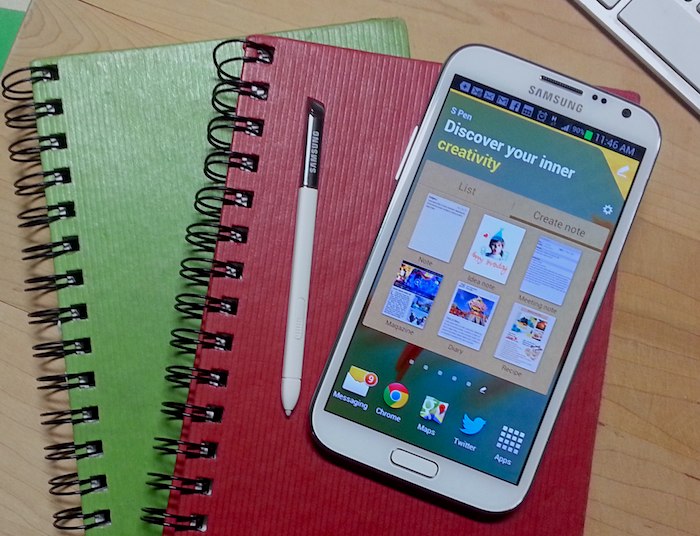 SAMSUNG
SAMSUNG
90% 11:46 AM
S Pen
Discover your inner
creativity
List
Create note
Note
Idea note
Meeting note
Magazine
Diary
Recipe
9
Messaging
Chrome
Maps
Twitter
Apps